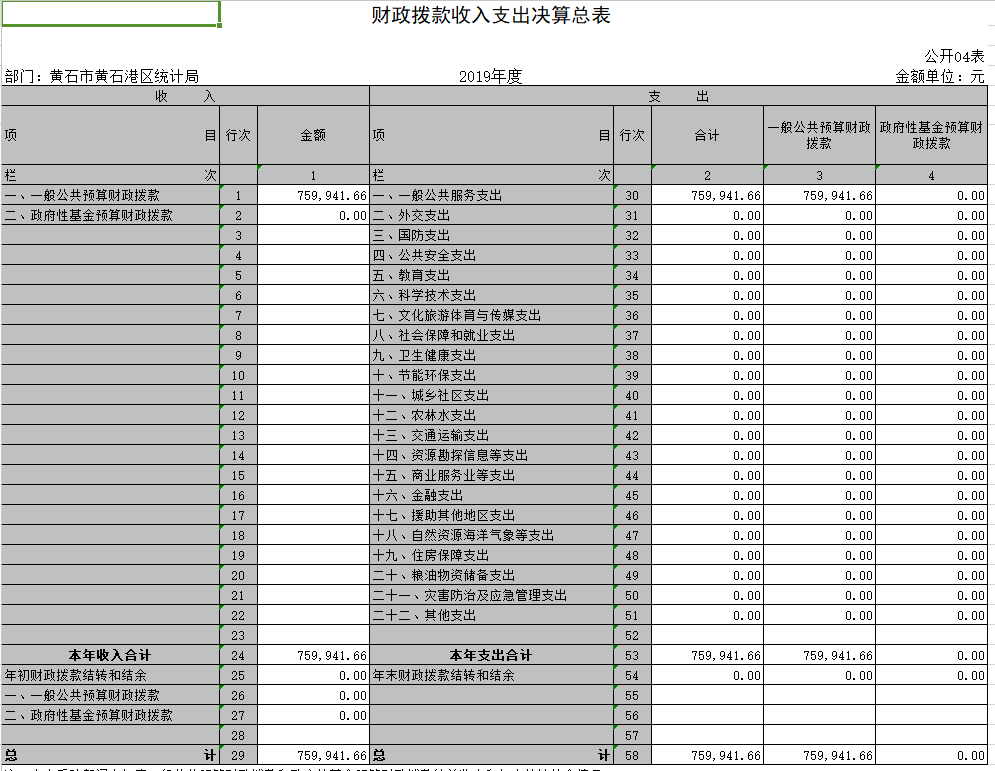 财政拨款收入支出决算总表
公开04表
部门：黄石市黄石港区统计局 2019年度 金额单位：元
收 入 支 出
项 目 行次 金额 项 目 行次 合计 一般公共预算财政拨款 政府性基金预算财政拨款
栏 次 1 栏 次 2 3 4
一、一般公共预算财政拨款 1 759,941.66 一、一般公共服务支出 30 759,941.66 759,941.66 0.00
二、政府性基金预算财政拨款 2 0.00 二、外交支出 31 0.00 0.00 0.00
3 三、国防支出 32 0.00 0.00 0.00
4 四、公共安全支出 33 0.00 0.00 0.00
5 五、教育支出 34 0.00 0.00 0.00
6 六、科学技术支出 35 0.00 0.00 0.00
7 七、文化旅游体育与传媒支出 36 0.00 0.00 0.00
8 八、社会保障和就业支出 37 0.00 0.00 0.00
9 九、卫生健康支出 38 0.00 0.00 0.00
10 十、节能环保支出 39 0.00 0.00 0.00
11 十一、城乡社区支出 40 0.00 0.00 0.00
12 十二、农林水支出 41 0.00 0.00 0.00
13 十三、交通运输支出 42 0.00 0.00 0.00
14 十四、资源勘探信息等支出 43 0.00 0.00 0.00
15 十五、商业服务业等支出 44 0.00 0.00 0.00
16 十六、金融支出 45 0.00 0.00 0.00
17 十七、援助其他地区支出 46 0.00 0.00 0.00
18 十八、自然资源海洋气象等支出 47 0.00 0.00 0.00
19 十九、住房保障支出 48 0.00 0.00 0.00
20 二十、粮油物资储备支出 49 0.00 0.00 0.00
21 二十一、灾害防治及应急管理支出 50 0.00 0.00 0.00
22 二十二、其他支出 51 0.00 0.00 0.00
23 52
本年收入合计 24 759,941.66 本年支出合计 53 759,941.66 759,941.66 0.00
年初财政拨款结转和结余 25 0.00 年末财政拨款结转和结余 54 0.00 0.00 0.00
一、一般公共预算财政拨款 26 0.00 55
二、政府性基金预算财政拨款 27 0.00 56
28 57
总 计 29 759,941.66 总 计 58 759,941.66 759,941.66 0.00